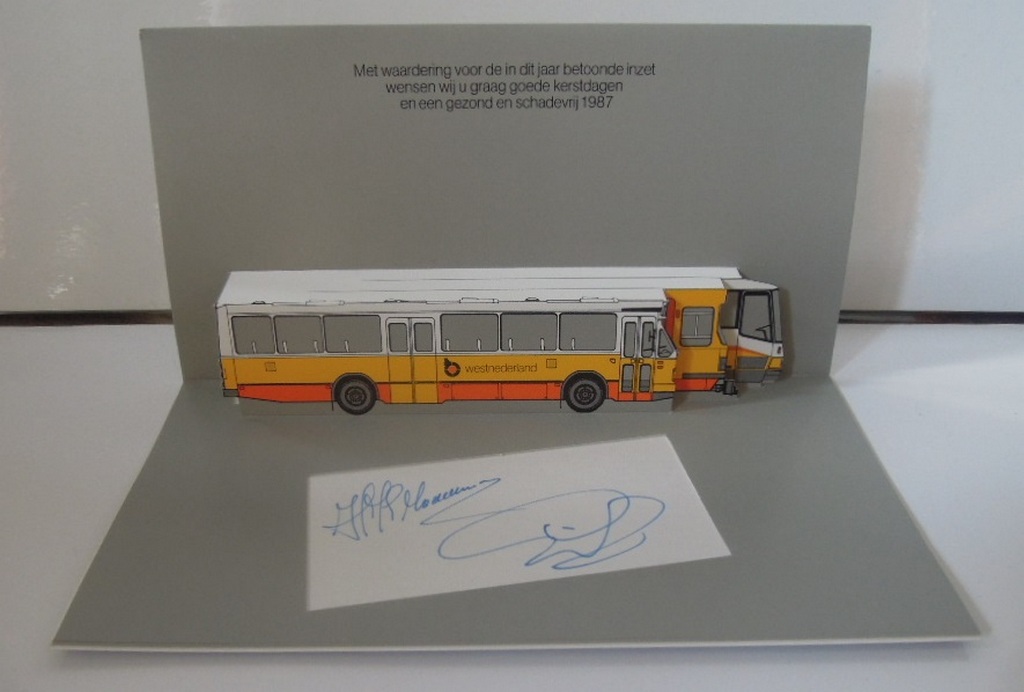 Met waardering voor de in dit jaar betoonde inzet
wensen wij u graag goede kerstdagen
en een gezond en schadevrij 1987
westnederland